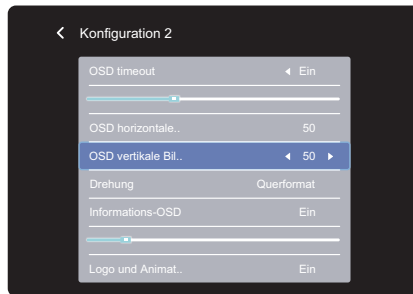 Konfiguration 2
OSD timeout Ein
OSD horizontale.. 50
OSD vertikale Bil.. 50
Drehung Querformat
Informations-OSD Ein
Logo und Animat.. Ein